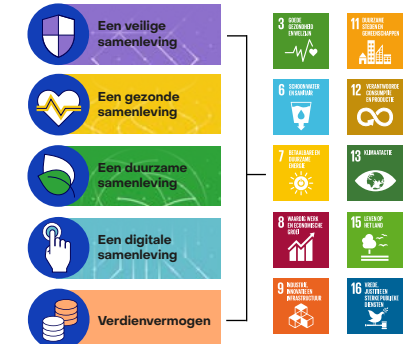 Een veilige
samenleving
Een gezonde
samenleving
Een duurzame
samenleving
Een digitale
samenleving
Verdienvermogen
3 GOEDE
GEZONDHEID
EN WELZIJN
11 DUURZAME
STEDEN EN
GEMEENSCHAPPEN
6 SCHOON WATER
EN SANITAIR
12 VERANTWOORDE
CONSUMPTIE
EN PRODUCTIE
7 BETAALBARE EN
DUURZAME
ENERGIE
13 KLIMAATACTIE
8 WAARDIG WERK
EN ECONOMISCHE
GROEI
15 LEVEN OP
HET LAND
9 INDUSTRIE,
INNOVATIE EN
INFRASTRUCTUUR
16 VREDE,
JUSTITIE EN
STERKE PUBLIEKE
DIENSTEN